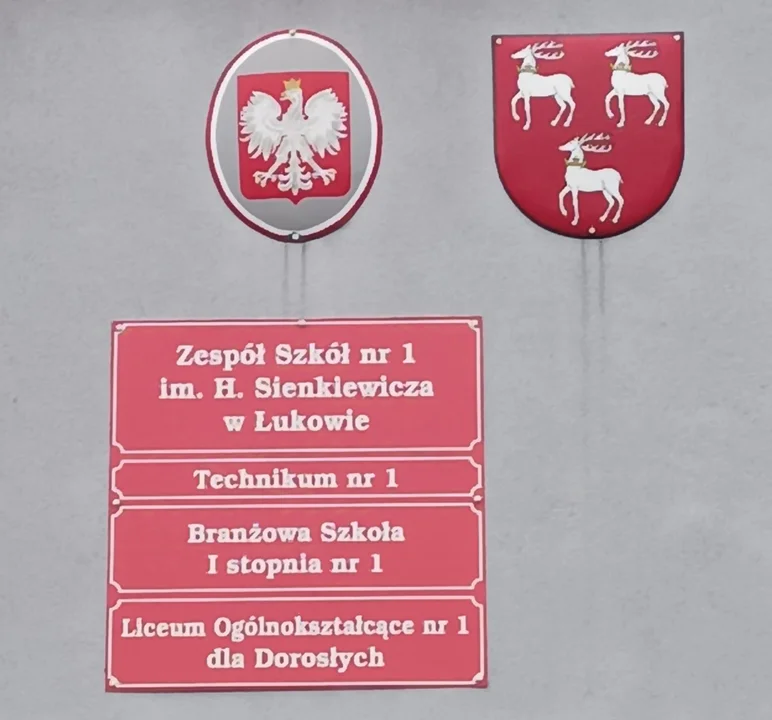 Zespół Szkół nr 1
im. H. Sienkiewicza
w Łukowie
Technikum nr 1
Branżowa Szkoła
I stopnia nr 1
Liceum Ogólnokształcące nr 1
dla Dorosłych